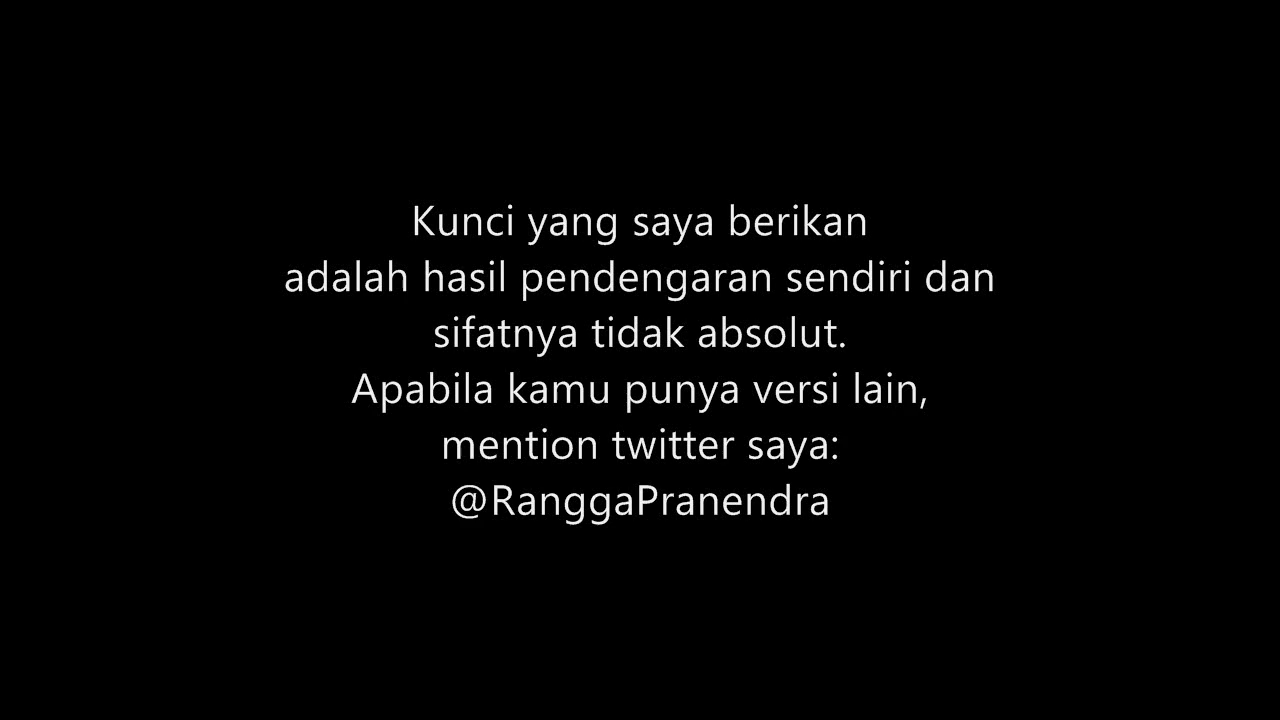 Kunci yang saya berikan
adalah hasil pendengaran sendiri dan
sifatnya tidak absolut.
Apabila kamu punya versi lain,
mention twitter saya:
@RanggaPranendra